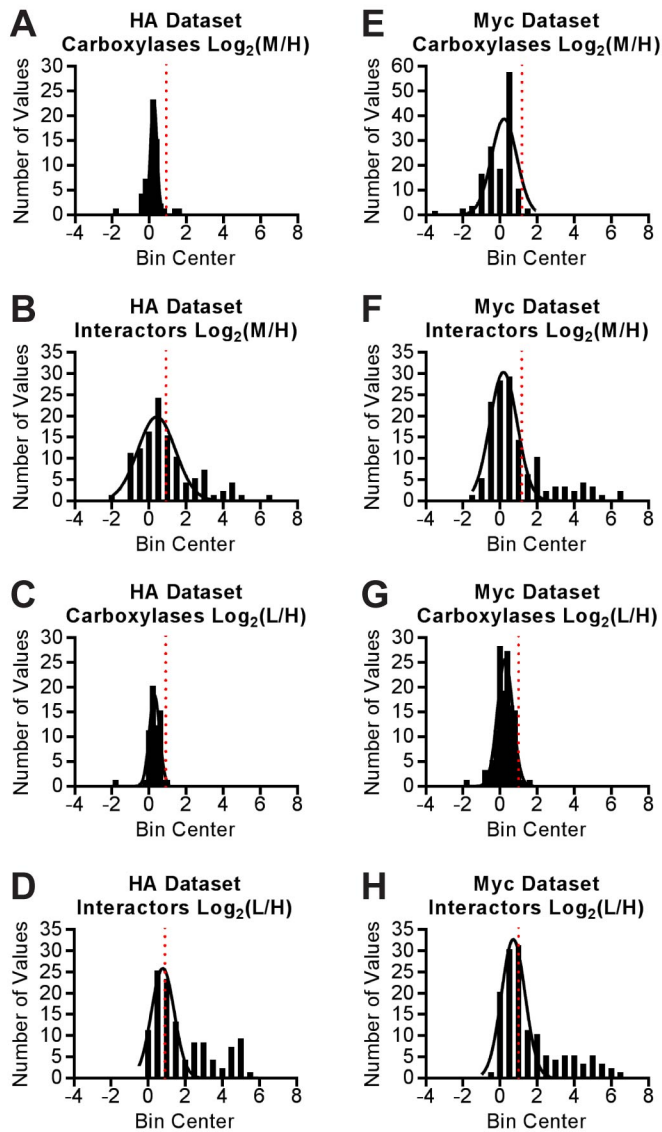 A
HA Dataset
Carboxylases Log₂(M/H)
Number of Values
30
25
20
15
10
5
0
-4 -2 0 2 4 6 8
Bin Center
B
HA Dataset
Interactors Log₂(M/H)
Number of Values
35
30
25
20
15
10
5
0
-4 -2 0 2 4 6 8
Bin Center
C
HA Dataset
Carboxylases Log₂(L/H)
Number of Values
30
25
20
15
10
5
0
-4 -2 0 2 4 6 8
Bin Center
D
HA Dataset
Interactors Log₂(L/H)
Number of Values
35
30
25
20
15
10
5
0
-4 -2 0 2 4 6 8
Bin Center
E
Myc Dataset
Carboxylases Log₂(M/H)
Number of Values
60
50
40
30
20
10
0
-4 -2 0 2 4 6 8
Bin Center
F
Myc Dataset
Interactors Log₂(M/H)
Number of Values
35
30
25
20
15
10
5
0
-4 -2 0 2 4 6 8
Bin Center
G
Myc Dataset
Carboxylases Log₂(L/H)
Number of Values
30
25
20
15
10
5
0
-4 -2 0 2 4 6 8
Bin Center
H
Myc Dataset
Interactors Log₂(L/H)
Number of Values
35
30
25
20
15
10
5
0
-4 -2 0 2 4 6 8
Bin Center